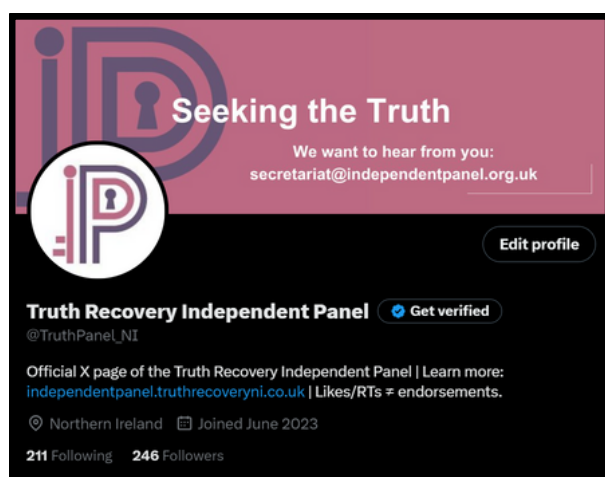 Seeking the Truth
We want to hear from you:
secretariat@independentpanel.org.uk
Edit profile
Truth Recovery Independent Panel Get verified
@TruthPanel_NI
Official X page of the Truth Recovery Independent Panel | Learn more:
independentpanel.truthrecoveryni.co.uk | Likes/RTs ≠ endorsements.
Northern Ireland Joined June 2023
211 Following 246 Followers